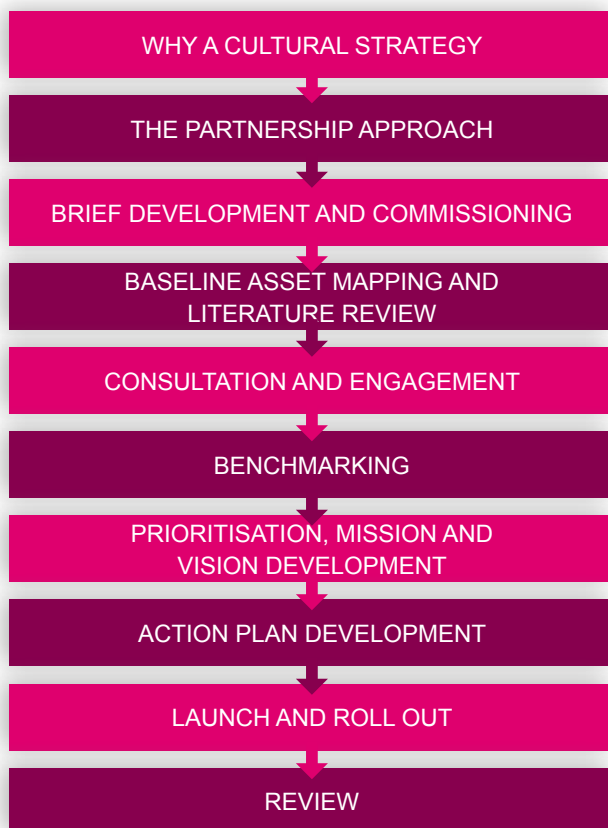 WHY A CULTURAL STRATEGY
THE PARTNERSHIP APPROACH
BRIEF DEVELOPMENT AND COMMISSIONING
BASELINE ASSET MAPPING AND
LITERATURE REVIEW
CONSULTATION AND ENGAGEMENT
BENCHMARKING
PRIORITISATION, MISSION AND
VISION DEVELOPMENT
ACTION PLAN DEVELOPMENT
LAUNCH AND ROLL OUT
REVIEW